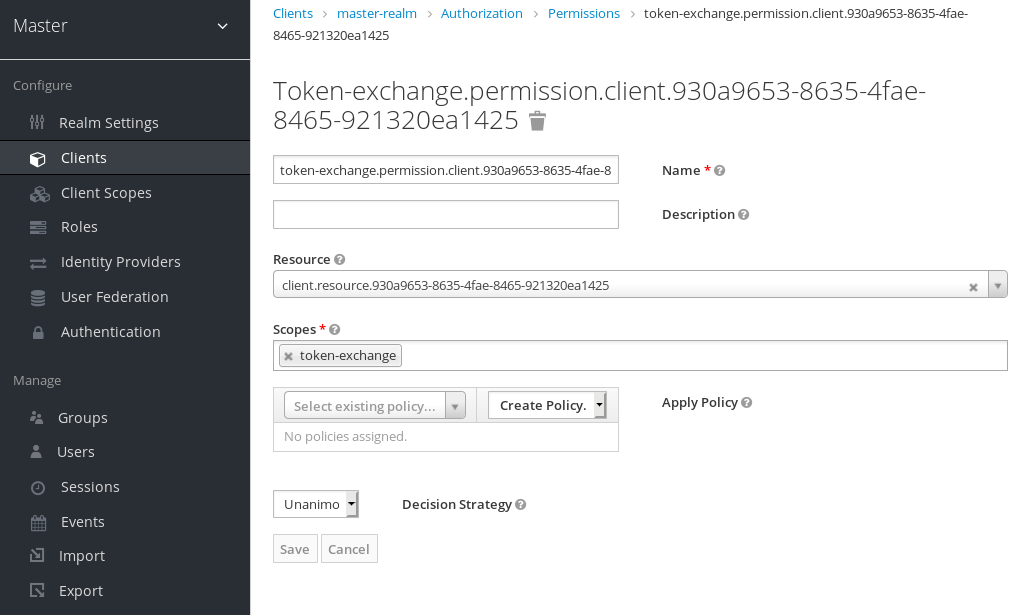 Master
Configure
Realm Settings
Clients
Client Scopes
Roles
Identity Providers
User Federation
Authentication
Manage
Groups
Users
Sessions
Events
Import
Export
Clients > master-realm > Authorization > Permissions > token-exchange.permission.client.930a9653-8635-4fae-
8465-921320ea1425
Token-exchange.permission.client.930a9653-8635-4fae-
8465-921320ea1425
token-exchange.permission.client.930a9653-8635-4fae-8 Name *
Description
Resource
client.resource.930a9653-8635-4fae-8465-921320ea1425
Scopes *
token-exchange
Select existing policy... Create Policy. Apply Policy
No policies assigned.
Unanimo Decision Strategy
Save Cancel